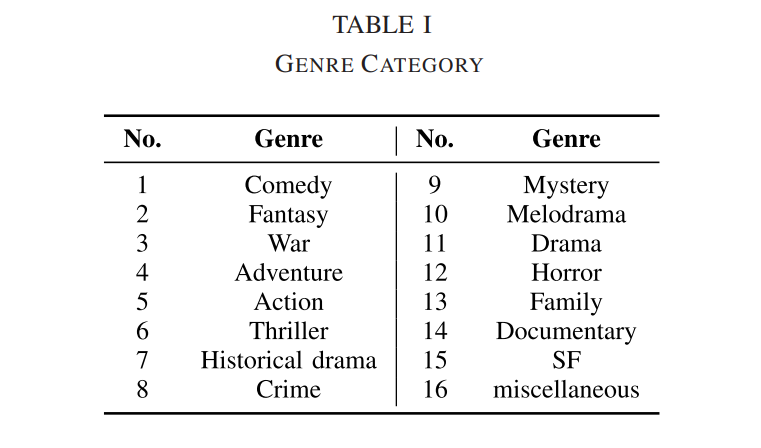 TABLE I
GENRE CATEGORY
No. Genre No. Genre
1 Comedy 9 Mystery
2 Fantasy 10 Melodrama
3 War 11 Drama
4 Adventure 12 Horror
5 Action 13 Family
6 Thriller 14 Documentary
7 Historical drama 15 SF
8 Crime 16 miscellaneous